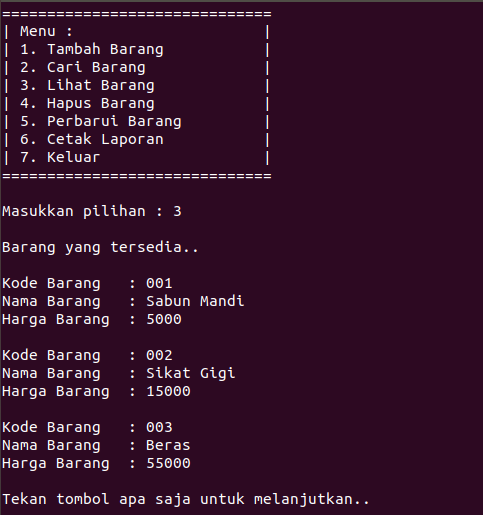 ==============================
| Menu :                     |
| 1. Tambah Barang           |
| 2. Cari Barang             |
| 3. Lihat Barang            |
| 4. Hapus Barang            |
| 5. Perbarui Barang         |
| 6. Cetak Laporan           |
| 7. Keluar                  |
==============================
Masukkan pilihan : 3
Barang yang tersedia..
Kode Barang   : 001
Nama Barang   : Sabun Mandi
Harga Barang  : 5000
Kode Barang   : 002
Nama Barang   : Sikat Gigi
Harga Barang  : 15000
Kode Barang   : 003
Nama Barang   : Beras
Harga Barang  : 55000
Tekan tombol apa saja untuk melanjutkan..